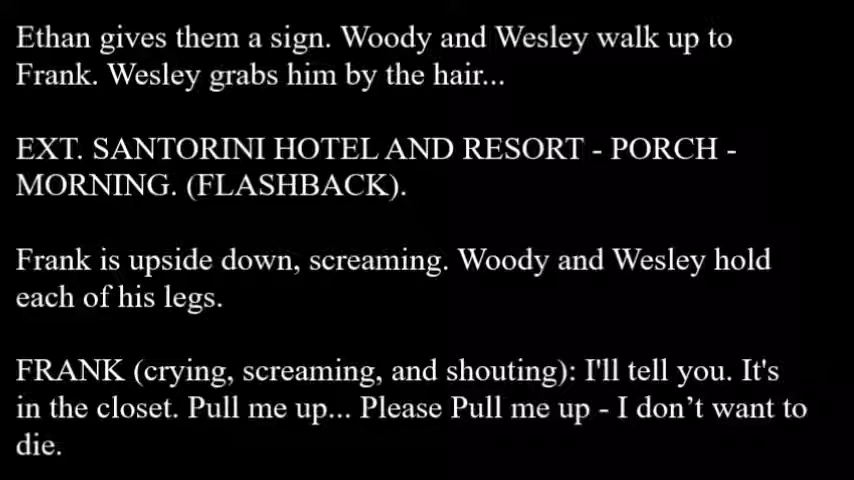 Ethan gives them a sign. Woody and Wesley walk up to
Frank. Wesley grabs him by the hair...
EXT. SANTORINI HOTEL AND RESORT - PORCH -
MORNING. (FLASHBACK).
Frank is upside down, screaming. Woody and Wesley hold
each of his legs.
FRANK (crying, screaming, and shouting): I'll tell you. It's
in the closet. Pull me up... Please Pull me up - I don’t want to
die.